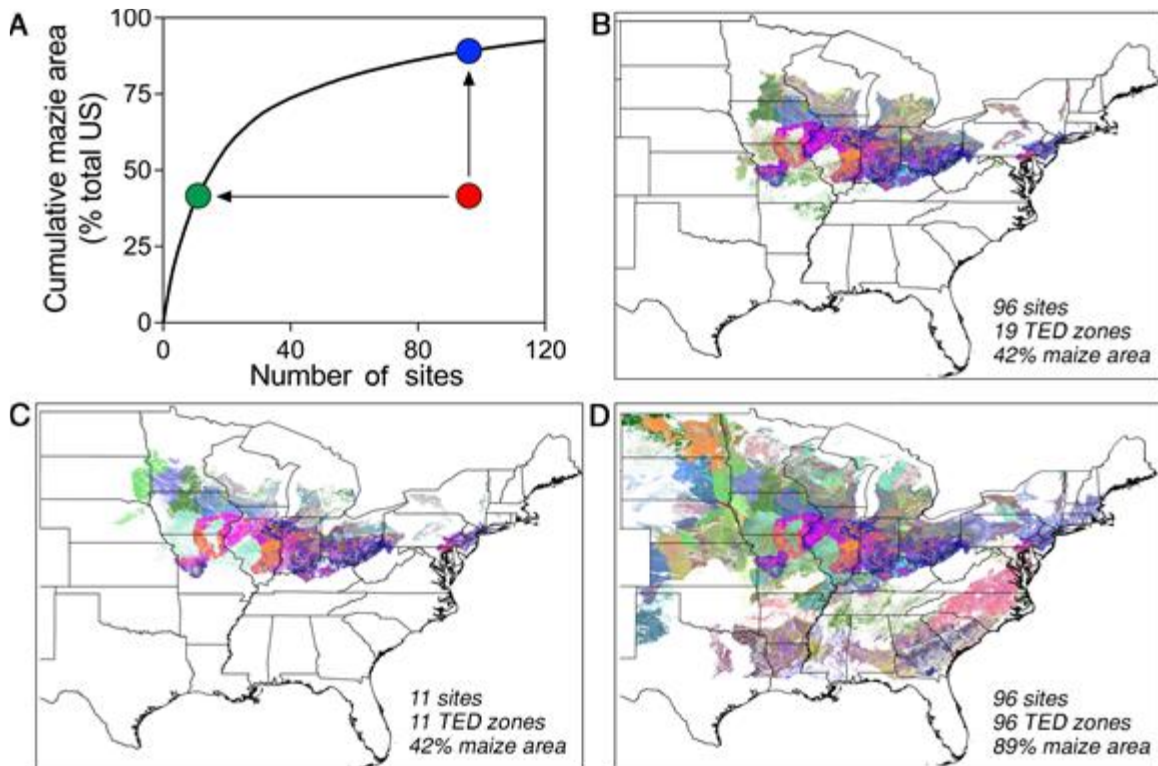 A
Cumulative mazie area
(% total US)
100
75
50
25
0
0 40 80 120
Number of sites
B
96 sites
19 TED zones
42% maize area
C
11 sites
11 TED zones
42% maize area
D
96 sites
96 TED zones
89% maize area